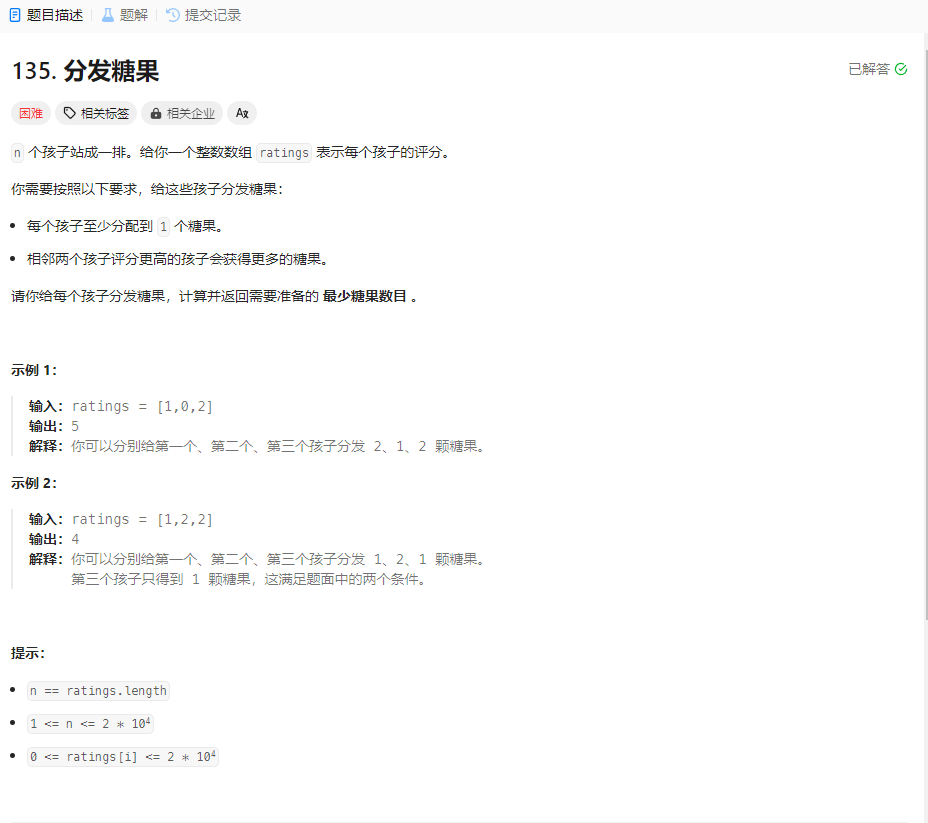 题目描述 题解 提交记录
135. 分发糖果
已解答
困难 相关标签 相关企业 Aあ
n 个孩子站成一排。给你一个整数数组 ratings 表示每个孩子的评分。
你需要按照以下要求，给这些孩子分发糖果：
每个孩子至少分配到 1 个糖果。
相邻两个孩子评分更高的孩子会获得更多的糖果。
请你给每个孩子分发糖果，计算并返回需要准备的 最少糖果数目 。
示例 1：
输入：ratings = [1,0,2]
输出：5
解释：你可以分别给第一个、第二个、第三个孩子分发 2、1、2 颗糖果。
示例 2：
输入：ratings = [1,2,2]
输出：4
解释：你可以分别给第一个、第二个、第三个孩子分发 1、2、1 颗糖果。
第三个孩子只得到 1 颗糖果，这满足题面中的两个条件。
提示：
n == ratings.length
1 <= n <= 2 * 10⁴
0 <= ratings[i] <= 2 * 10⁴